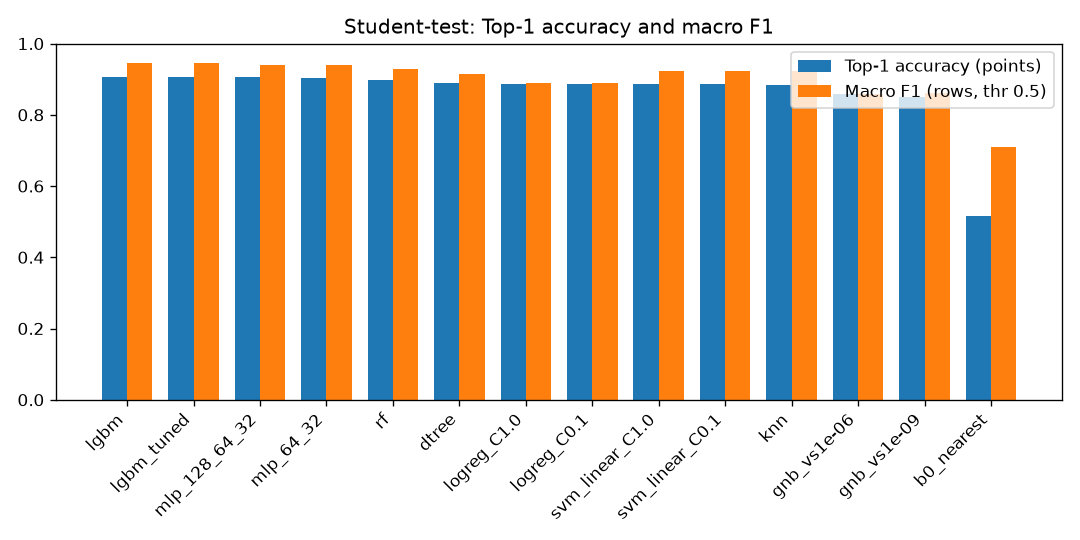 Student-test: Top-1 accuracy and macro F1
1.0
0.8
0.6
0.4
0.2
0.0
Top-1 accuracy (points)
Macro F1 (rows, thr 0.5)
lgbm
lgbm_tuned
mlp_128_64_32
mlp_64_32
rf
dtree
logreg_C1.0
logreg_C0.1
svm_linear_C1.0
svm_linear_C0.1
knn
gnb_vs1e-06
gnb_vs1e-09
b0_nearest